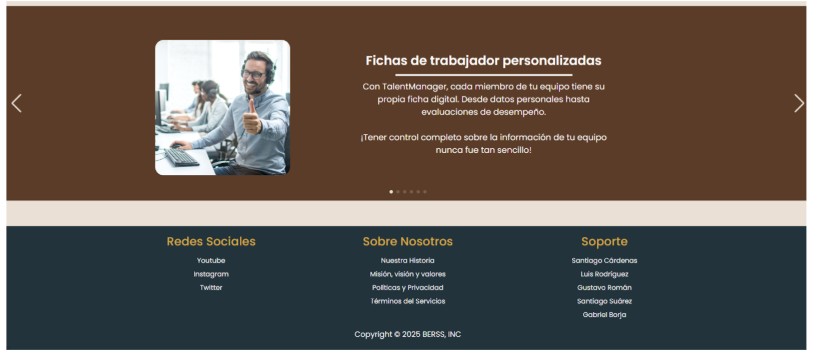 Fichas de trabajador personalizadas
Con TalentManager, cada miembro de tu equipo tiene su
propia ficha digital. Desde datos personales hasta
evaluaciones de desempeño.
¡Tener control completo sobre la información de tu equipo
nunca fue tan sencillo!
Redes Sociales
Youtube
Instagram
Twitter
Sobre Nosotros
Nuestra Historia
Misión, visión y valores
Políticas y Privacidad
Términos del Servicios
Soporte
Santiago Cárdenas
Luis Rodríguez
Gustavo Román
Santiago Suárez
Gabriel Borja
Copyright © 2025 BERSS, INC